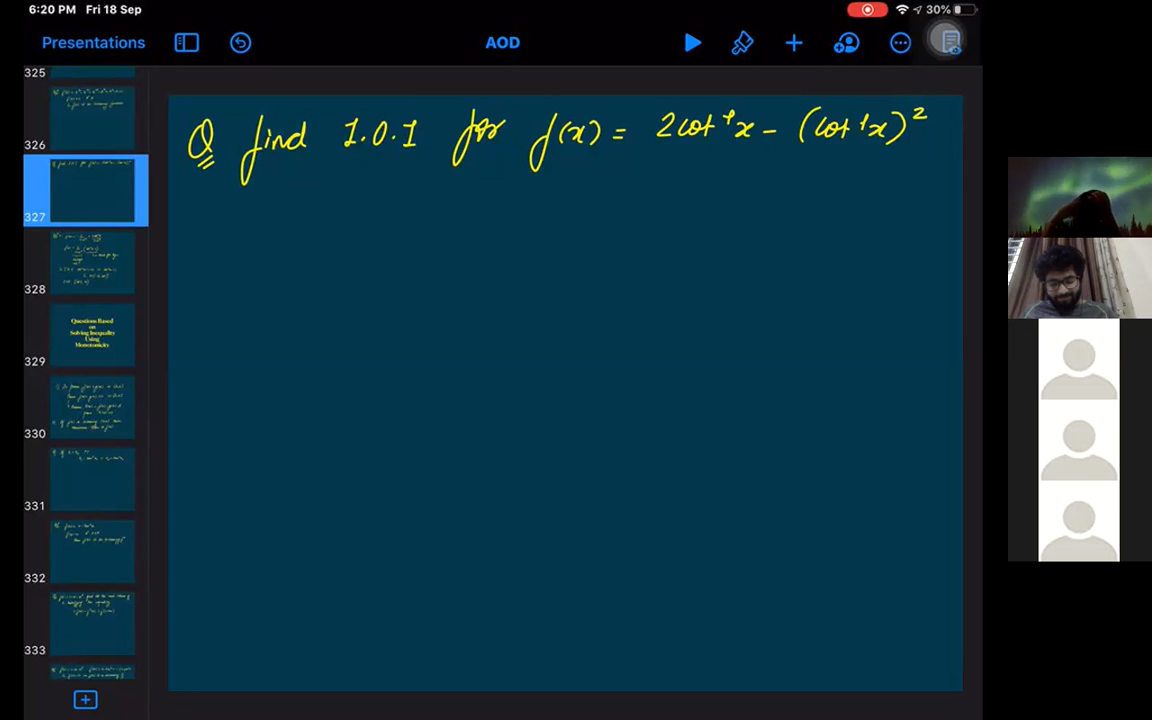 6:20 PM Fri 18 Sep
30%
Presentations
AOD
325
326
327
328
Questions Based
on
Solving Inequality
Using
Monotonicity
329
330
331
332
333
Q find I.O.I for f(x) = 2cot⁻¹x - (cot⁻¹x)²